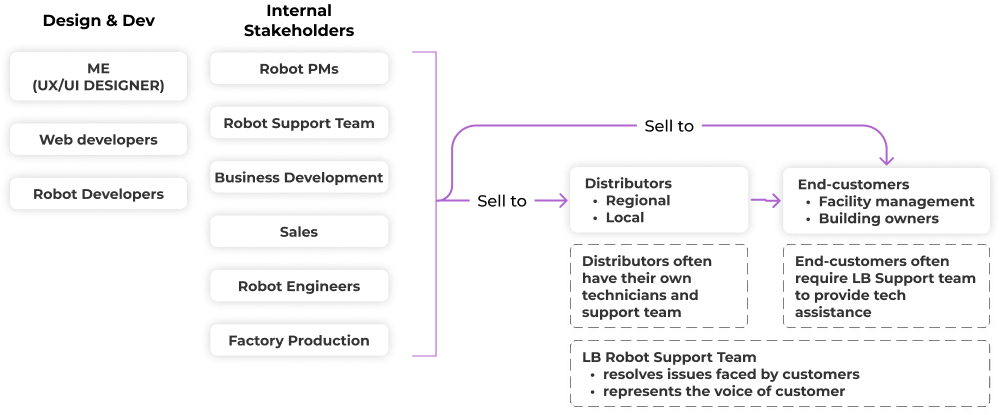 Design & Dev
ME
(UX/UI DESIGNER)
Web developers
Robot Developers
Internal
Stakeholders
Robot PMs
Robot Support Team
Business Development
Sales
Robot Engineers
Factory Production
Sell to
Sell to
Distributors
• Regional
• Local
End-customers
• Facility management
• Building owners
Distributors often
have their own
technicians and
support team
End-customers often
require LB Support team
to provide tech
assistance
LB Robot Support Team
• resolves issues faced by customers
• represents the voice of customer